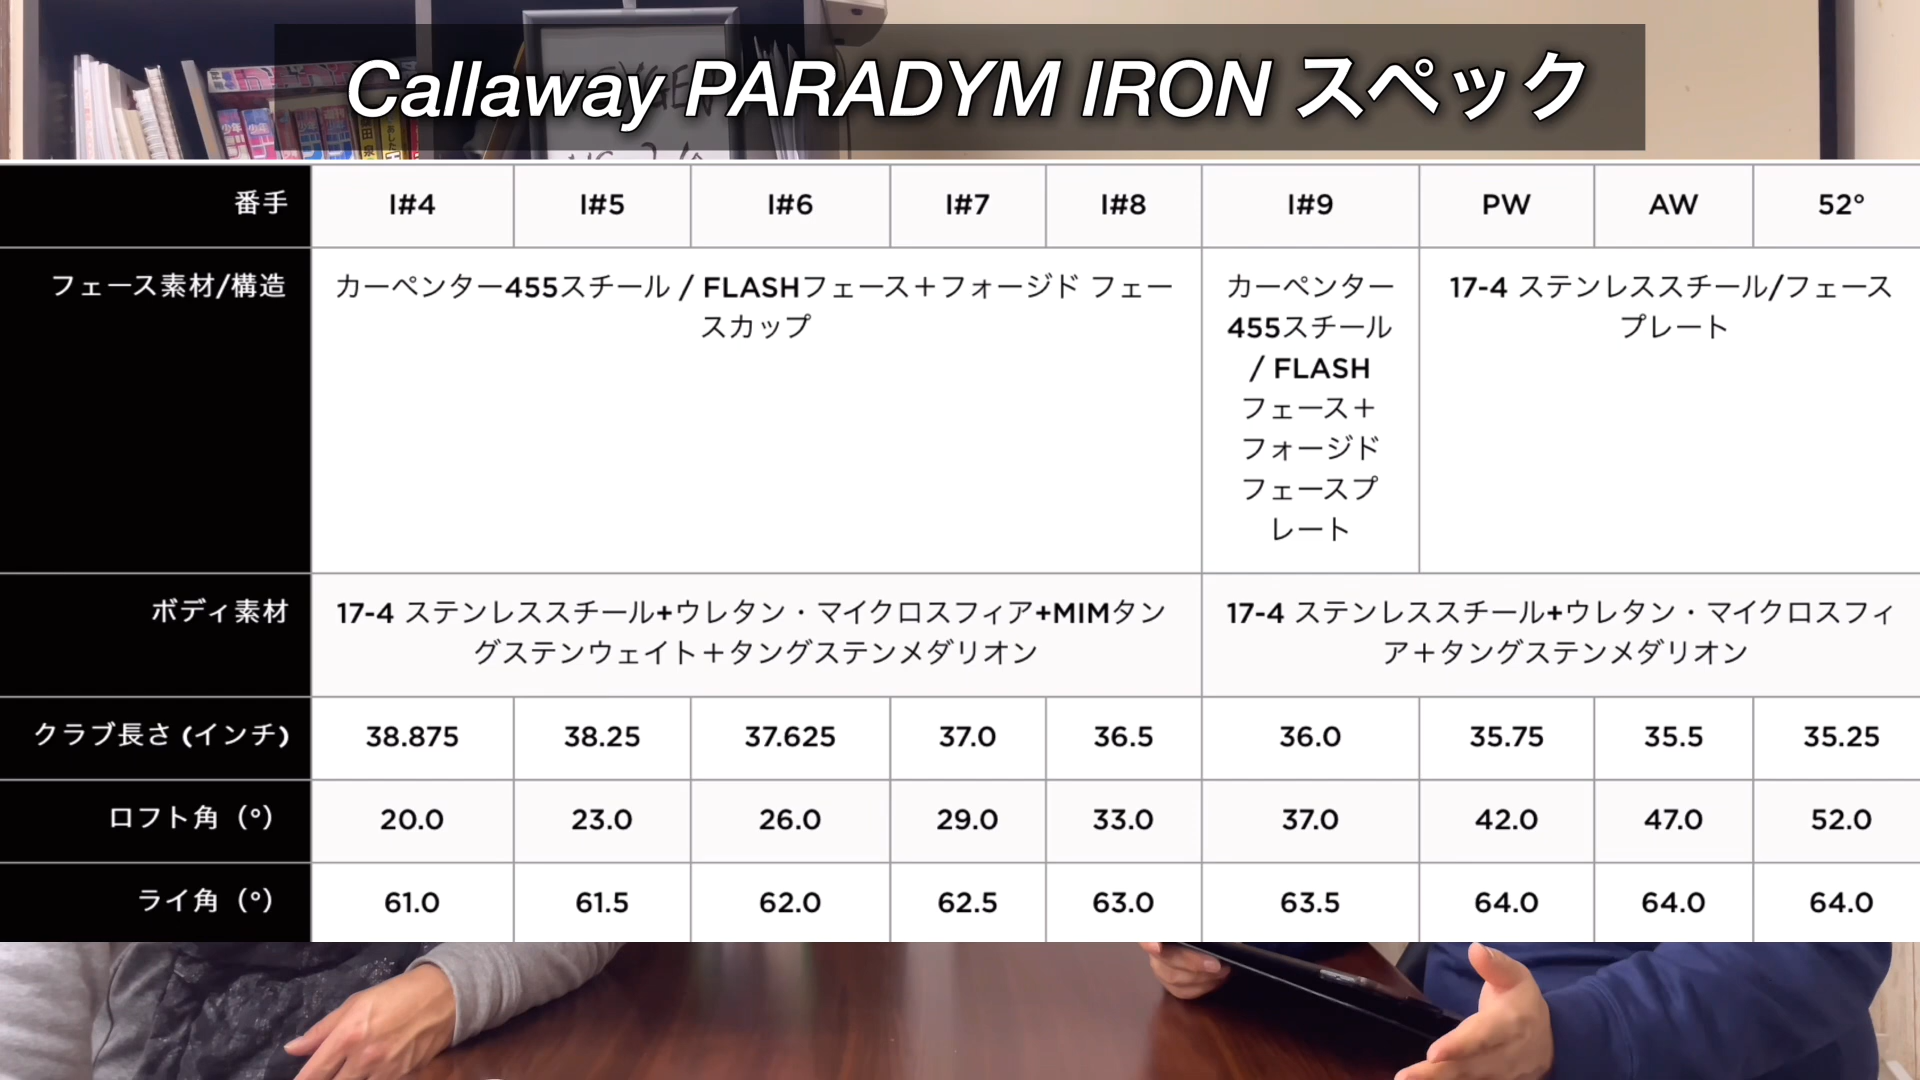 Callaway PARADYM IRON スペック
番手 I#4 I#5 I#6 I#7 I#8 I#9 PW AW 52°
フェース素材/構造
カーペンター455スチール / FLASHフェース＋フォージド フェー
スカップ
カーペンター
455スチール
/ FLASH
フェース＋
フォージド
フェースプ
レート
17-4 ステンレススチール/フェース
プレート
ボディ素材
17-4 ステンレススチール+ウレタン・マイクロスフィア+MIMタン
グステンウェイト＋タングステンメダリオン
17-4 ステンレススチール+ウレタン・マイクロスフィ
ア＋タングステンメダリオン
クラブ長さ (インチ) 38.875 38.25 37.625 37.0 36.5 36.0 35.75 35.5 35.25
ロフト角（°） 20.0 23.0 26.0 29.0 33.0 37.0 42.0 47.0 52.0
ライ角（°） 61.0 61.5 62.0 62.5 63.0 63.5 64.0 64.0 64.0